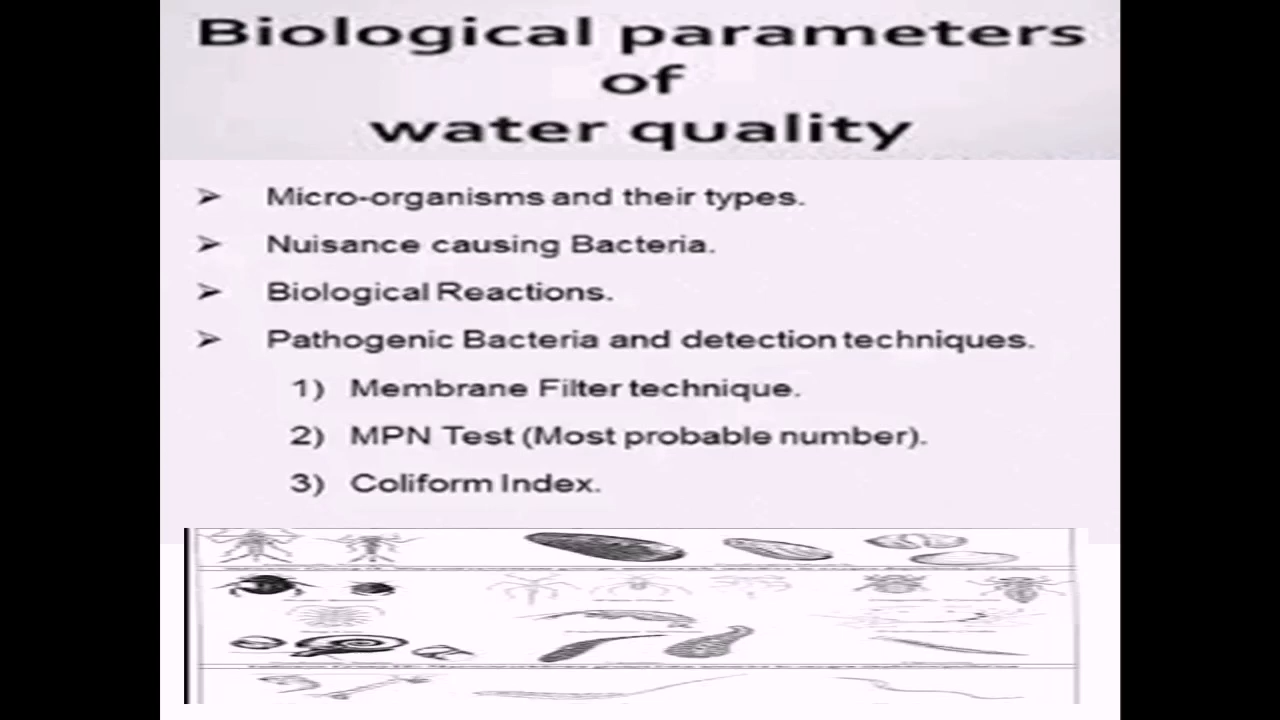 Biological parameters
of
water quality
➢ Micro-organisms and their types.
➢ Nuisance causing Bacteria.
➢ Biological Reactions.
➢ Pathogenic Bacteria and detection techniques.
1) Membrane Filter technique.
2) MPN Test (Most probable number).
3) Coliform Index.